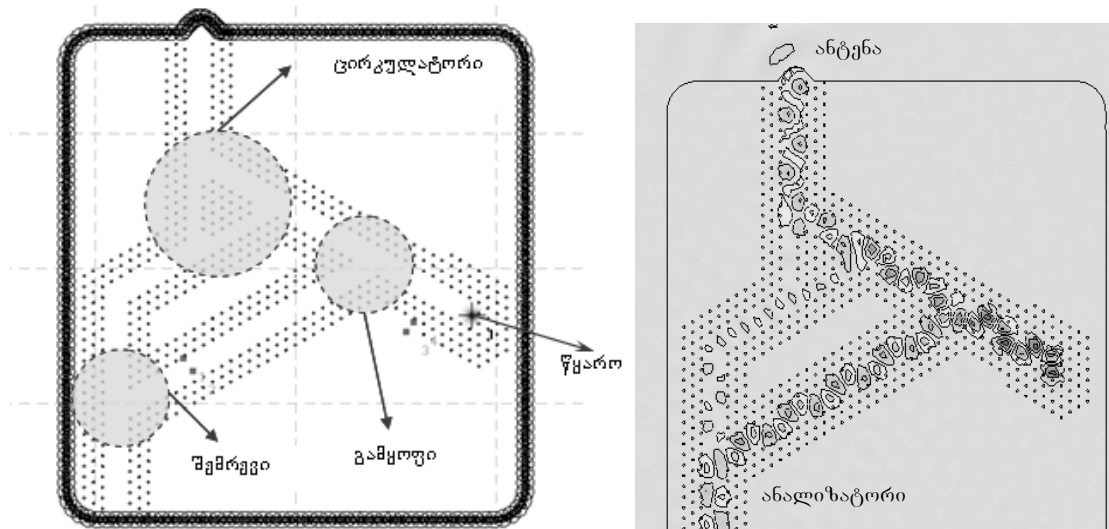 ცირკულატორი
წყარო
შემრევი
გამყოფი
ანტენა
ანალიზატორი